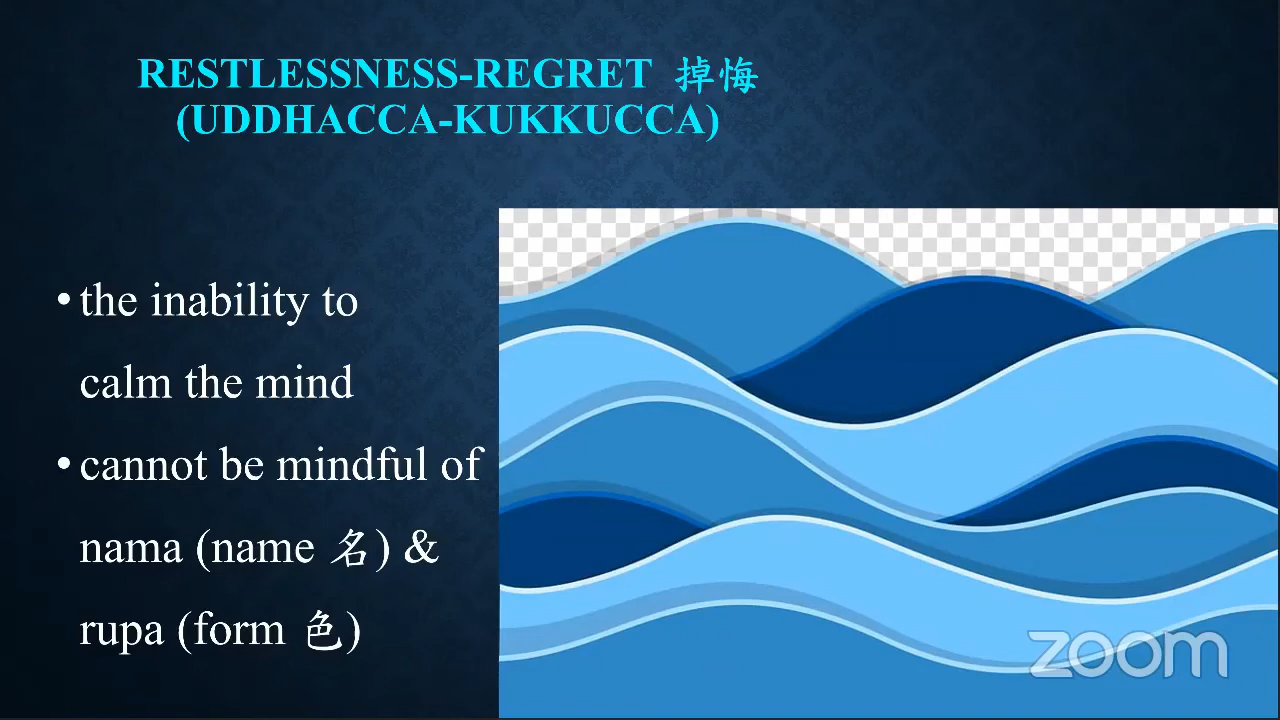 RESTLESSNESS-REGRET 掉悔
(UDDHACCA-KUKKUCCA)
• the inability to
calm the mind
• cannot be mindful of
nama (name 名) &
rupa (form 色)
zoom